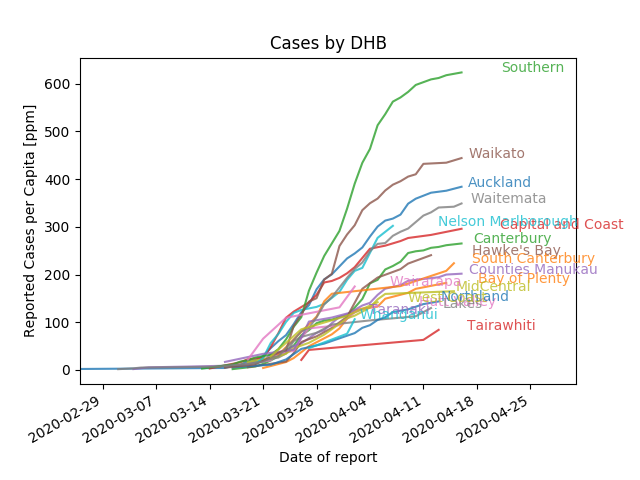 Cases by DHB
Reported Cases per Capita [ppm]
600
500
400
300
200
100
0
Southern
Waikato
Auckland
Waitemata
Nelson Marlborough
Capital and Coast
Canterbury
Hawke's Bay
South Canterbury
Counties Manukau
Bay of Plenty
Wairarapa
MidCentral
Northland
Lakes
Whanganui
Tairawhiti
2020-02-29
2020-03-07
2020-03-14
2020-03-21
2020-03-28
2020-04-04
2020-04-11
2020-04-18
2020-04-25
Date of report